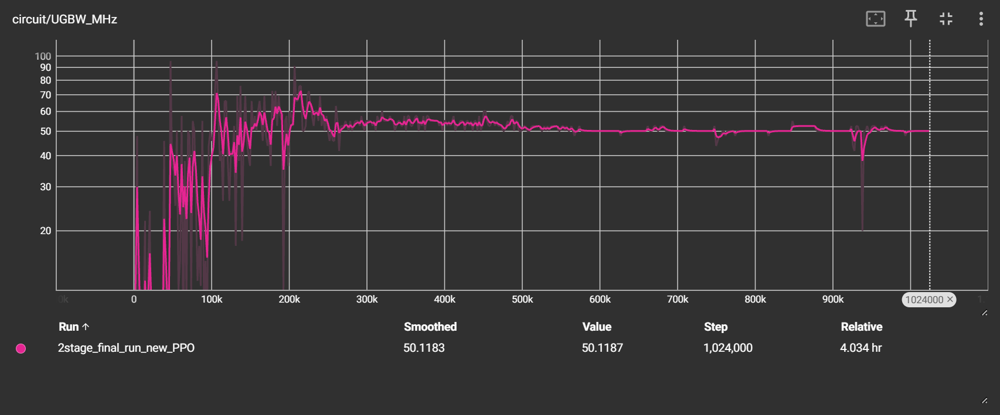 circuit/UGBW_MHz
100
90
80
70
60
50
40
30
20
0k 0 100k 200k 300k 400k 500k 600k 700k 800k 900k 1024000 × 1.
Run ↑ Smoothed Value Step Relative
2stage_final_run_new_PPO 50.1183 50.1187 1,024,000 4.034 hr